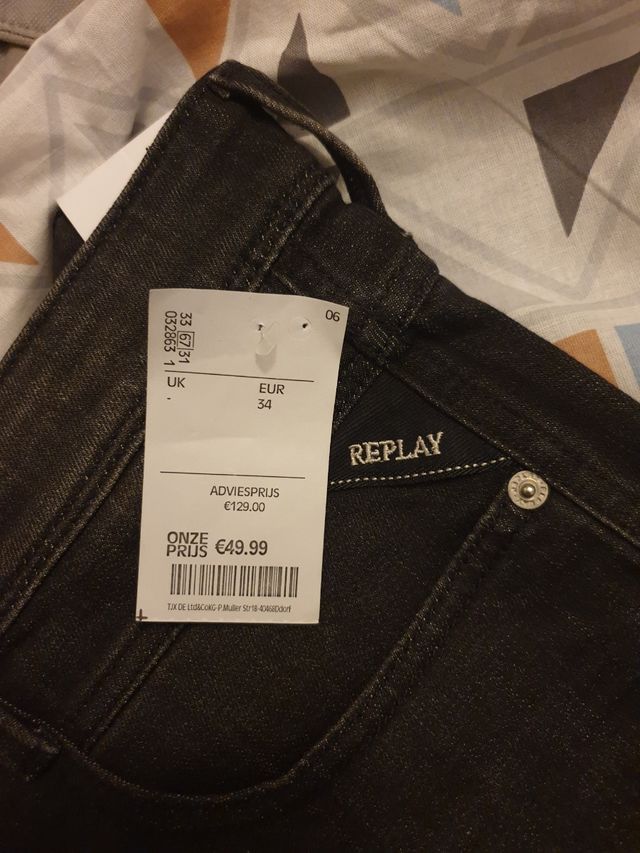 06
33 67 31
032863 1
UK EUR
- 34
ADVIESPRIJS
€129.00
ONZE
PRIJS €49.99
TJX DE Ltd&CoKG-P.Muller Str18-40468Ddorf
REPLAY